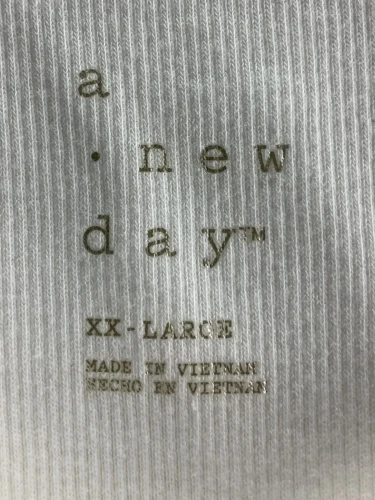 a
· new
day™
XX-LARGE
MADE IN VIETNAM
HECHO EN VIETNAM